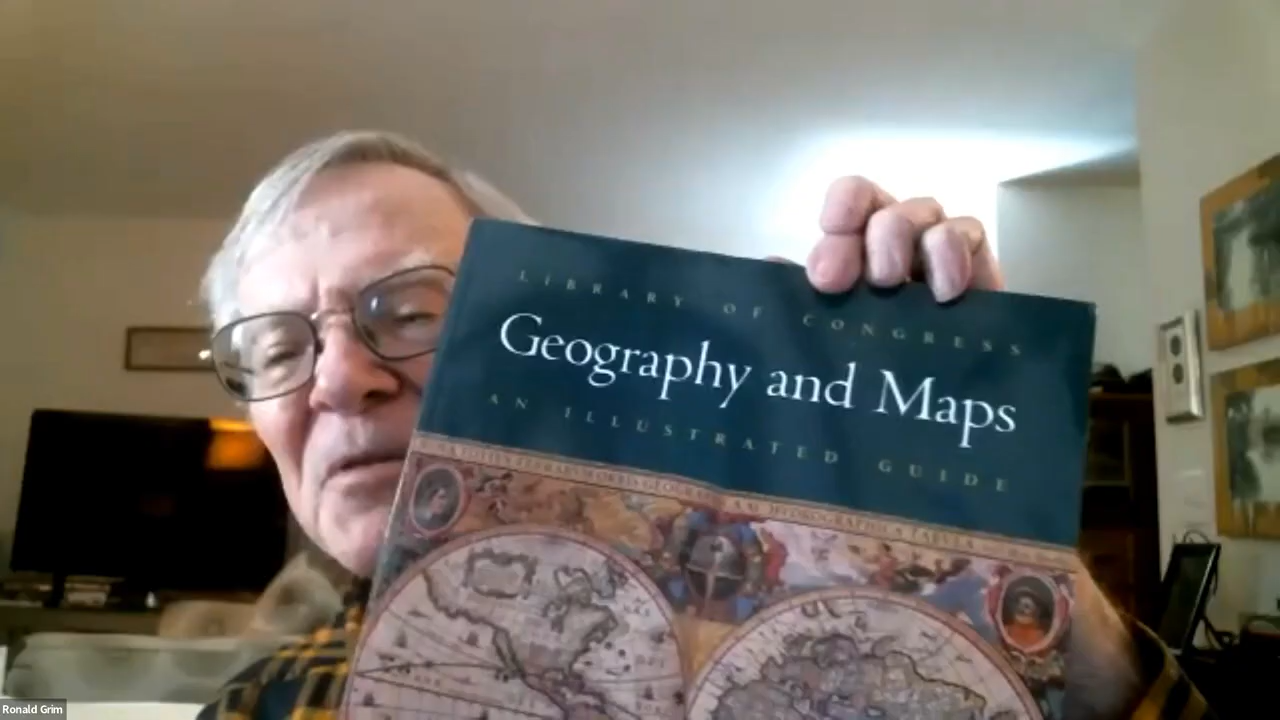 LIBRARY OF CONGRESS
Geography and Maps
AN ILLUSTRATED GUIDE
Ronald Grim